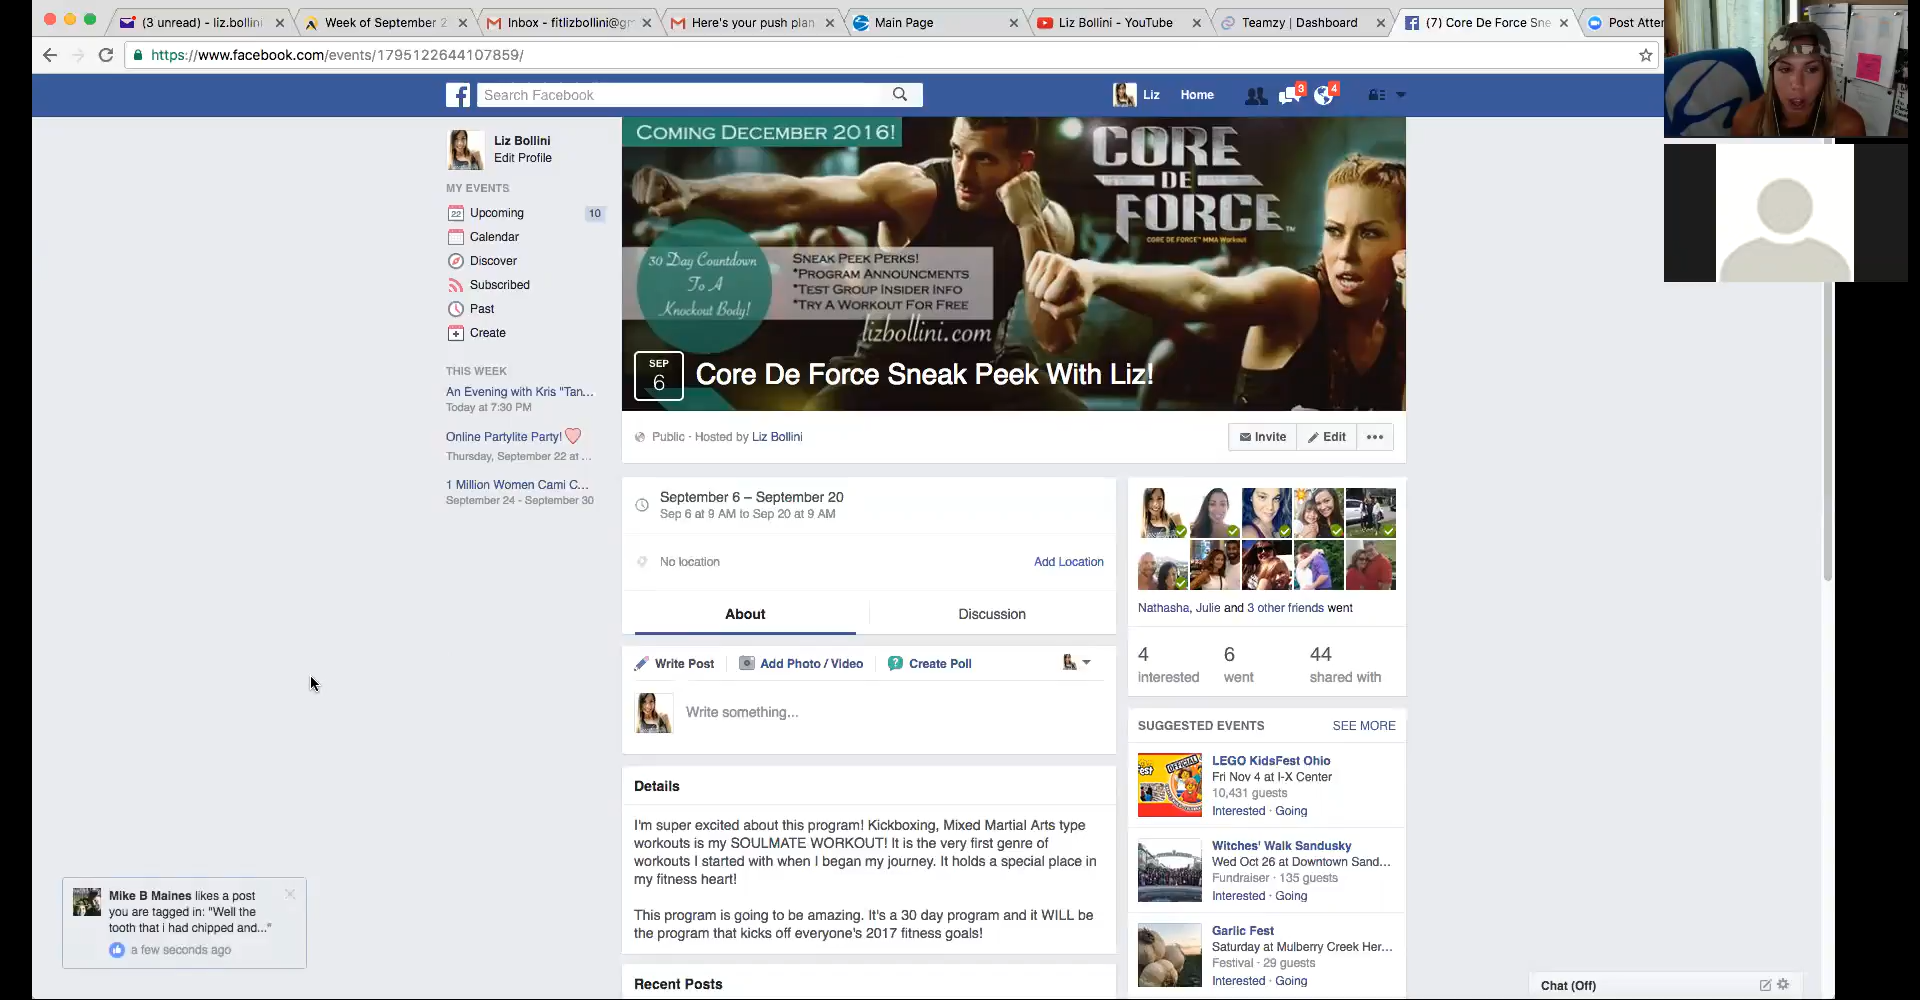 (3 unread) - liz.bollini
Week of September 2
Inbox - fitlizbollini@gm
Here's your push plan
Main Page
Liz Bollini - YouTube
Teamzy | Dashboard
(7) Core De Force Sne
Post Atten
https://www.facebook.com/events/1795122644107859/
Search Facebook
Liz
Home
3
4
Liz Bollini
Edit Profile
MY EVENTS
22 Upcoming 10
Calendar
Discover
Subscribed
Past
Create
THIS WEEK
An Evening with Kris "Tan...
Today at 7:30 PM
Online Partylite Party!
Thursday, September 22 at ...
1 Million Women Cami C...
September 24 - September 30
COMING DECEMBER 2016!
CORE
DE
FORCE™
CORE DE FORCE™ MMA Workout
30 Day Countdown
To A
Knockout Body!
SNEAK PEEK PERKS!
*PROGRAM ANNOUNCMENTS
*TEST GROUP INSIDER INFO
*TRY A WORKOUT FOR FREE
lizbollini.com
SEP
6
Core De Force Sneak Peek With Liz!
Public · Hosted by Liz Bollini
Invite
Edit
September 6 – September 20
Sep 6 at 9 AM to Sep 20 at 9 AM
No location
Add Location
About
Discussion
Write Post
Add Photo / Video
Create Poll
Write something...
Details
I'm super excited about this program! Kickboxing, Mixed Martial Arts type
workouts is my SOULMATE WORKOUT! It is the very first genre of
workouts I started with when I began my journey. It holds a special place in
my fitness heart!
This program is going to be amazing. It's a 30 day program and it WILL be
the program that kicks off everyone's 2017 fitness goals!
Recent Posts
Nathasha, Julie and 3 other friends went
4
interested
6
went
44
shared with
SUGGESTED EVENTS
SEE MORE
LEGO KidsFest Ohio
Fri Nov 4 at I-X Center
10,431 guests
Interested · Going
Witches' Walk Sandusky
Wed Oct 26 at Downtown Sand...
Fundraiser · 135 guests
Interested · Going
Garlic Fest
Saturday at Mulberry Creek Her...
Festival · 29 guests
Interested · Going
Mike B Maines likes a post
you are tagged in: "Well the
tooth that i had chipped and..."
a few seconds ago
Chat (Off)